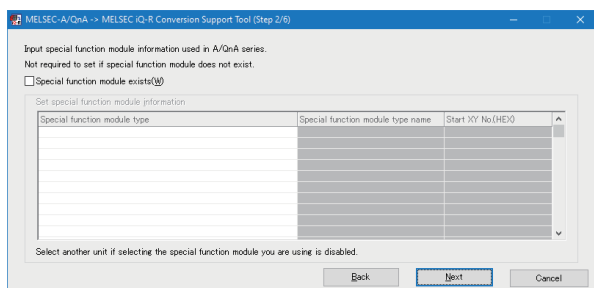 MELSEC-A/QnA -> MELSEC iQ-R Conversion Support Tool (Step 2/6)
Input special function module information used in A/QnA series.
Not required to set if special function module does not exist.
Special function module exists(W)
Set special function module information
Special function module type Special function module type name Start XY No.(HEX)
Select another unit if selecting the special function module you are using is disabled.
Back Next Cancel